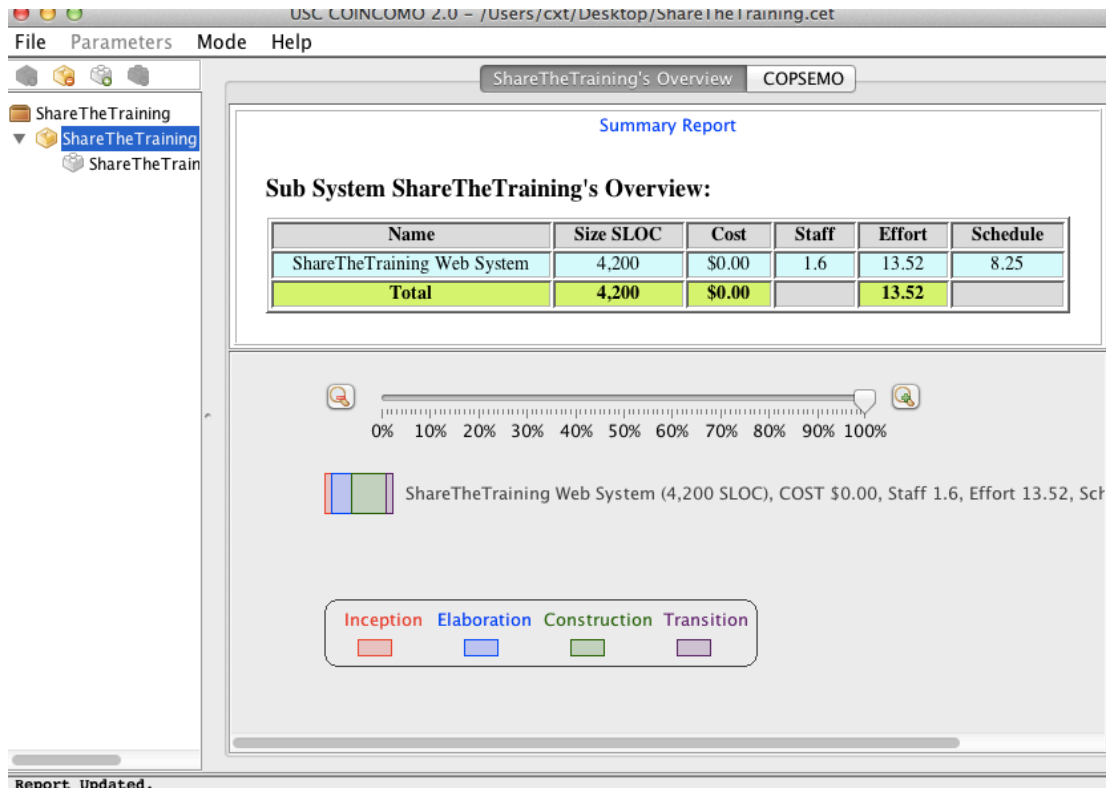 USC COINCOMO 2.0 – /Users/cxt/Desktop/ShareTheTraining.cet
File Parameters Mode Help
ShareTheTraining's Overview COPSEMO
ShareTheTraining
ShareTheTraining
ShareTheTrain
Summary Report
Sub System ShareTheTraining's Overview:
Name Size SLOC Cost Staff Effort Schedule
ShareTheTraining Web System 4,200 $0.00 1.6 13.52 8.25
Total 4,200 $0.00 13.52
0% 10% 20% 30% 40% 50% 60% 70% 80% 90% 100%
ShareTheTraining Web System (4,200 SLOC), COST $0.00, Staff 1.6, Effort 13.52, Sch
Inception Elaboration Construction Transition
Report Updated.